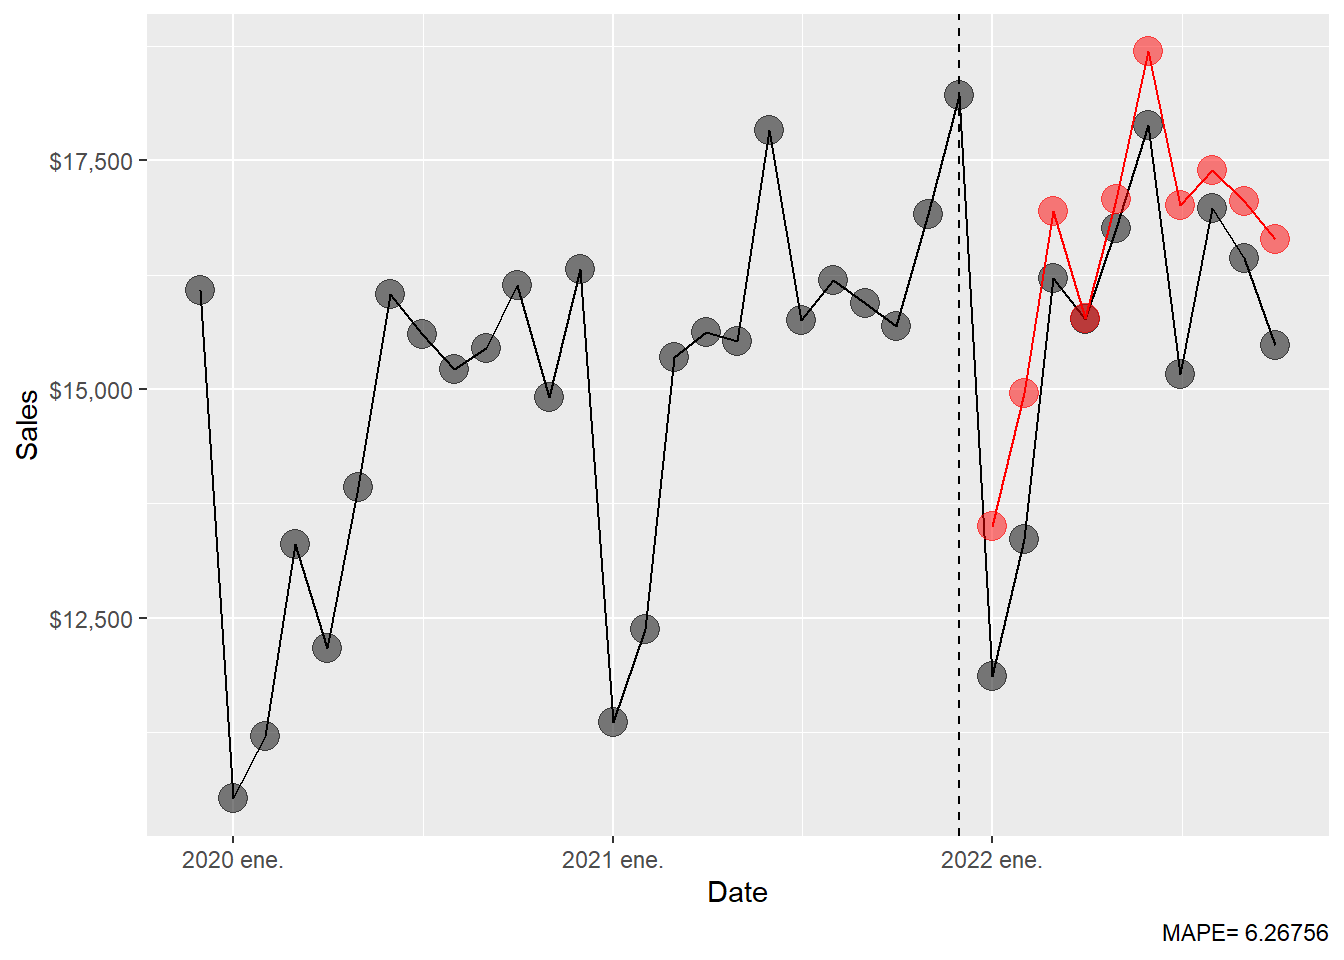 $17,500
$15,000
$12,500
Sales
2020 ene.
2021 ene.
2022 ene.
Date
MAPE= 6.26756